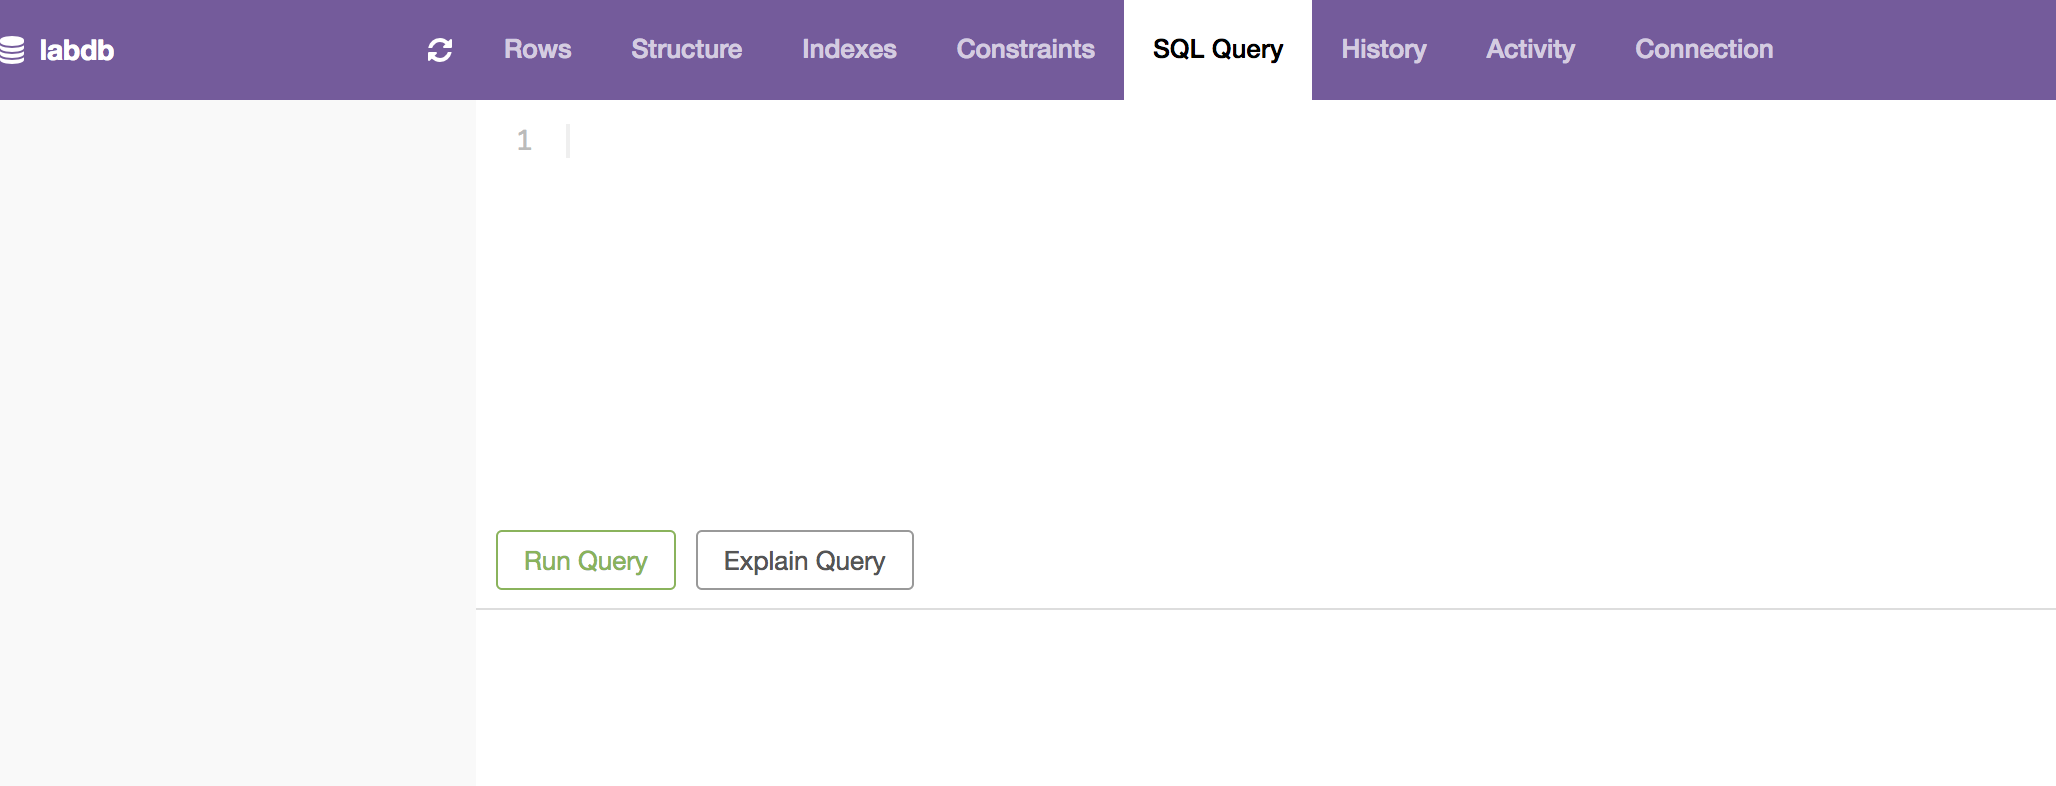 labdb Rows Structure Indexes Constraints SQL Query History Activity Connection
1
Run Query Explain Query